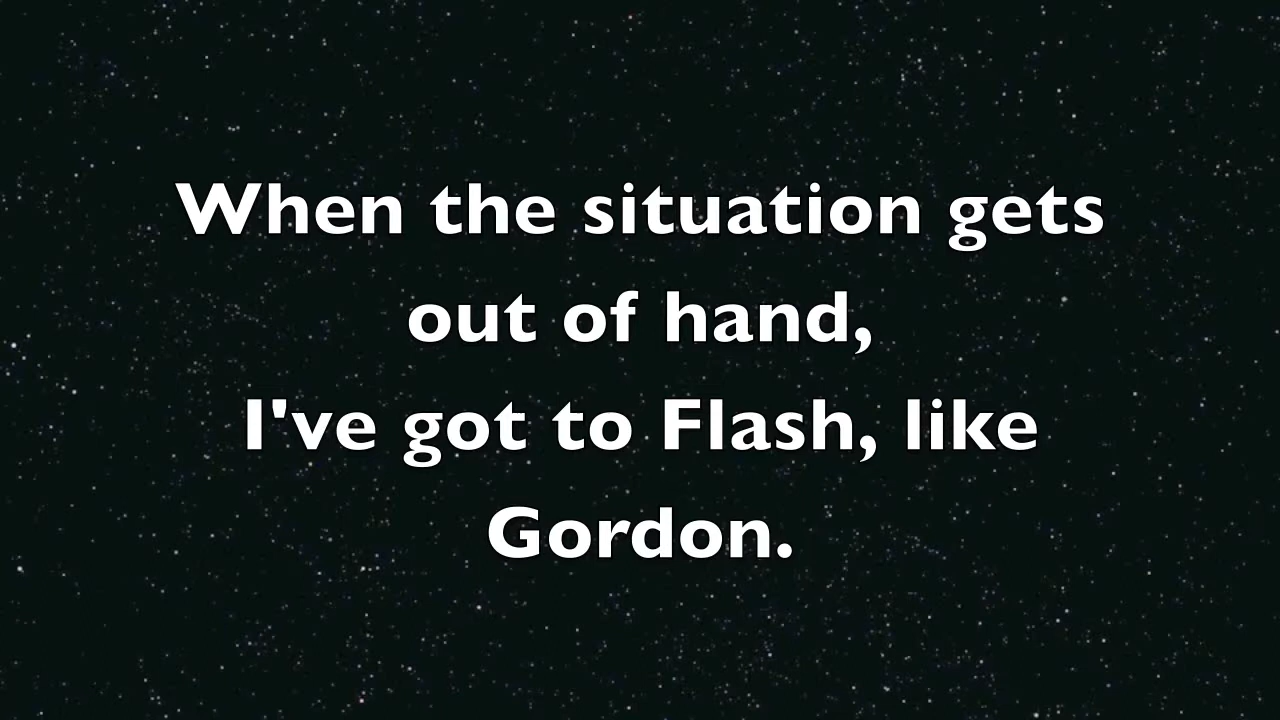 When the situation gets
out of hand,
I've got to Flash, like
Gordon.